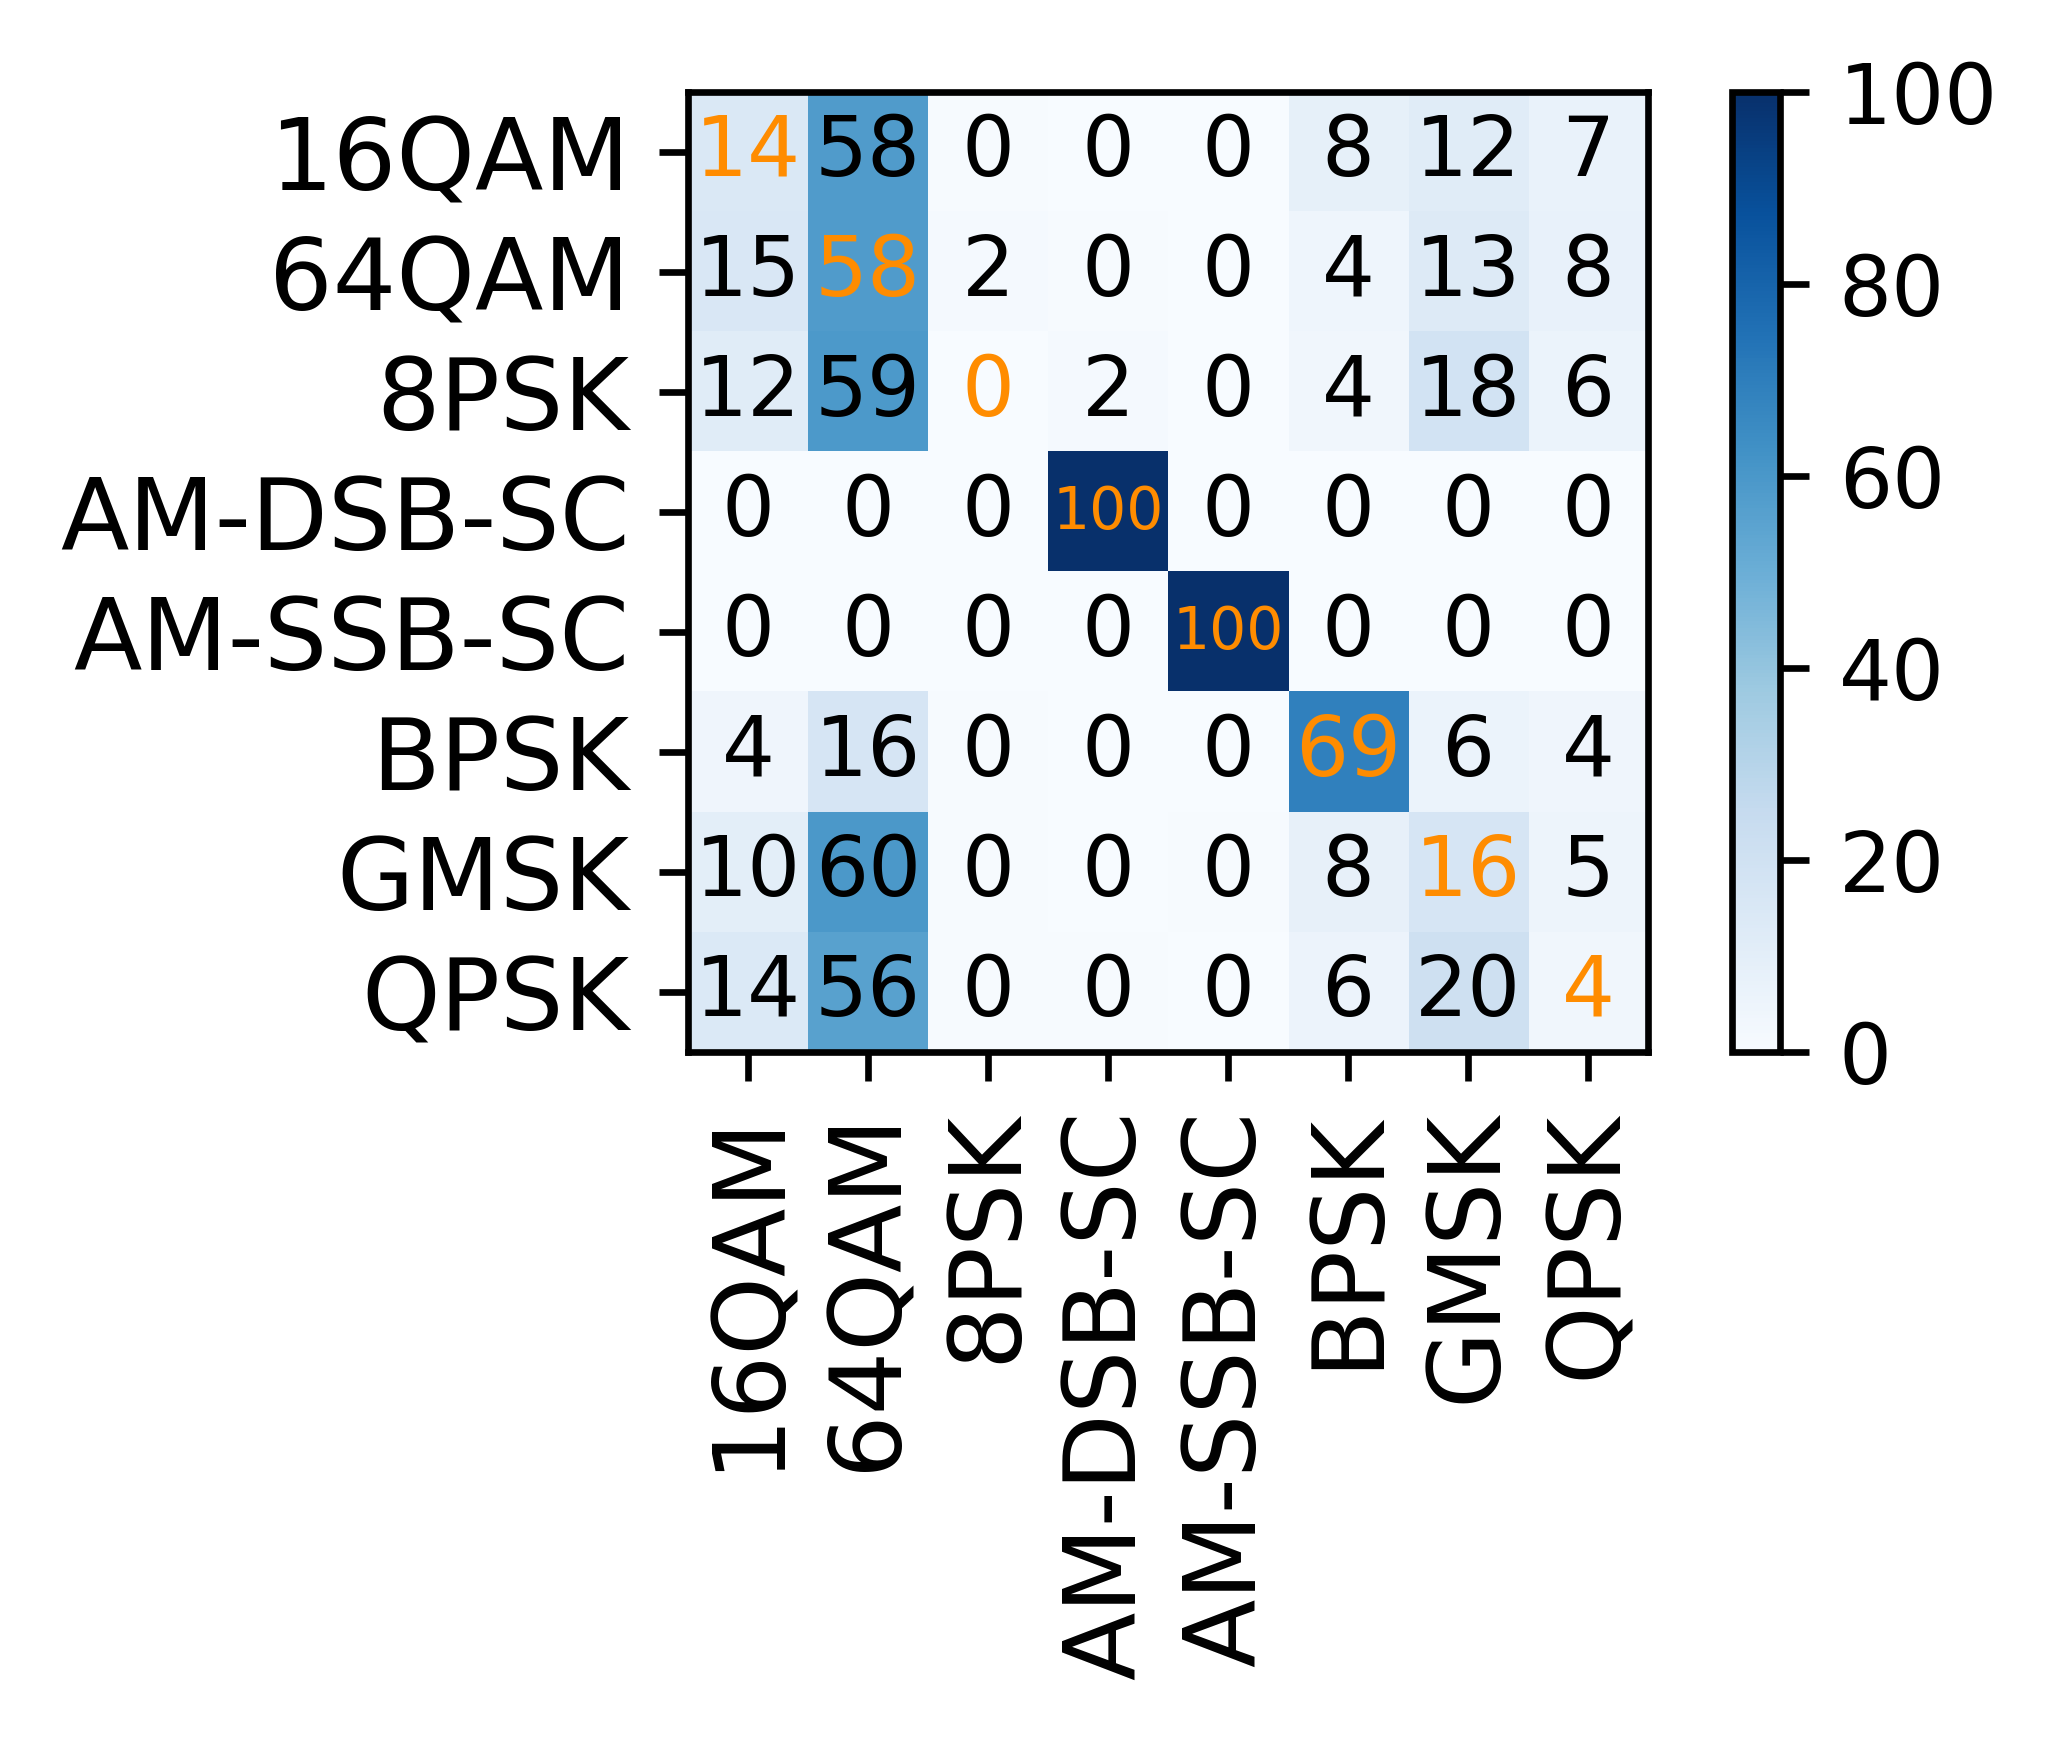 16QAM 14 58 0 0 0 8 12 7
64QAM 15 58 2 0 0 4 13 8
8PSK 12 59 0 2 0 4 18 6
AM-DSB-SC 0 0 0 100 0 0 0 0
AM-SSB-SC 0 0 0 0 100 0 0 0
BPSK 4 16 0 0 0 69 6 4
GMSK 10 60 0 0 0 8 16 5
QPSK 14 56 0 0 0 6 20 4
16QAM
64QAM
8PSK
AM-DSB-SC
AM-SSB-SC
BPSK
GMSK
QPSK
100
80
60
40
20
0